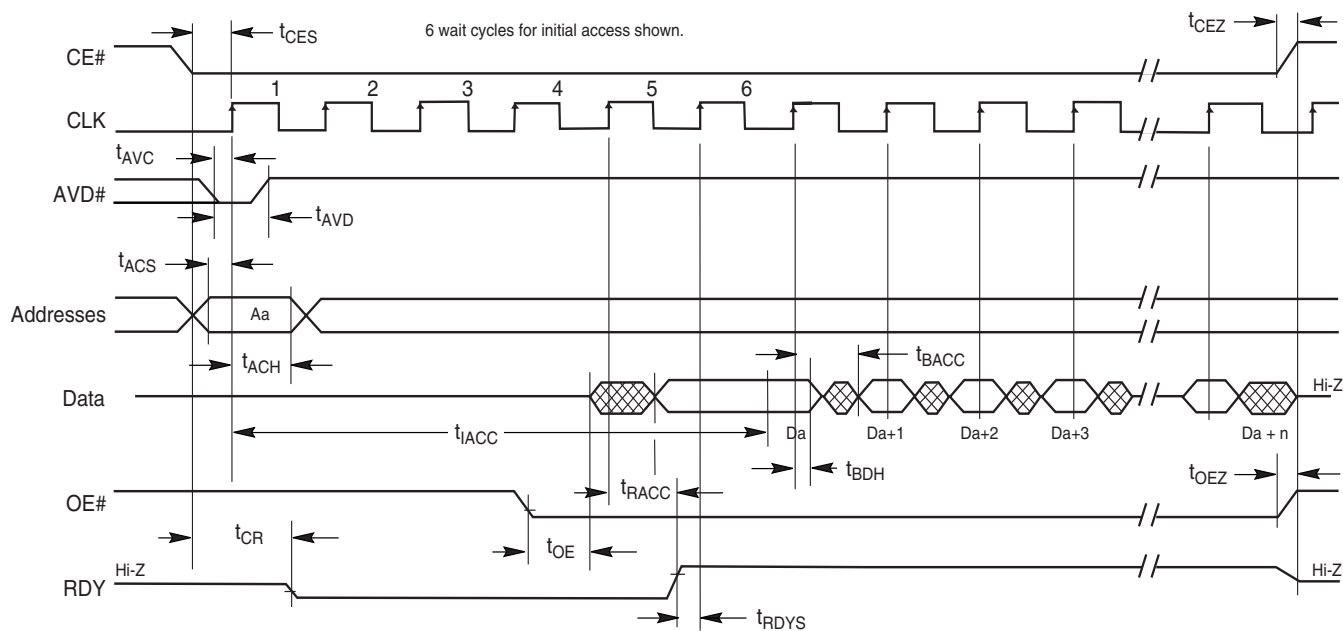 tCES
6 wait cycles for initial access shown.
tCEZ
CE#
1 2 3 4 5 6
CLK
tAVC
AVD#
tAVD
tACS
Addresses
Aa
tACH
tBACC
Data
Hi-Z
tIACC
Da
Da+1
Da+2
Da+3
Da + n
tBDH
tOEZ
tRACC
OE#
tCR
tOE
Hi-Z
Hi-Z
RDY
tRDYS